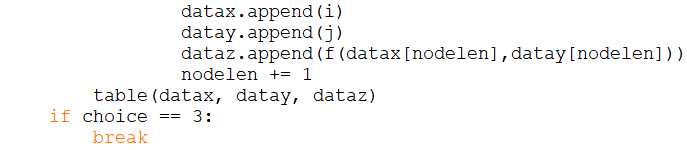 datax.append(i)
datay.append(j)
dataz.append(f(datax[nodelen],datay[nodelen]))
nodelen += 1
table(datax, datay, dataz)
if choice == 3:
break